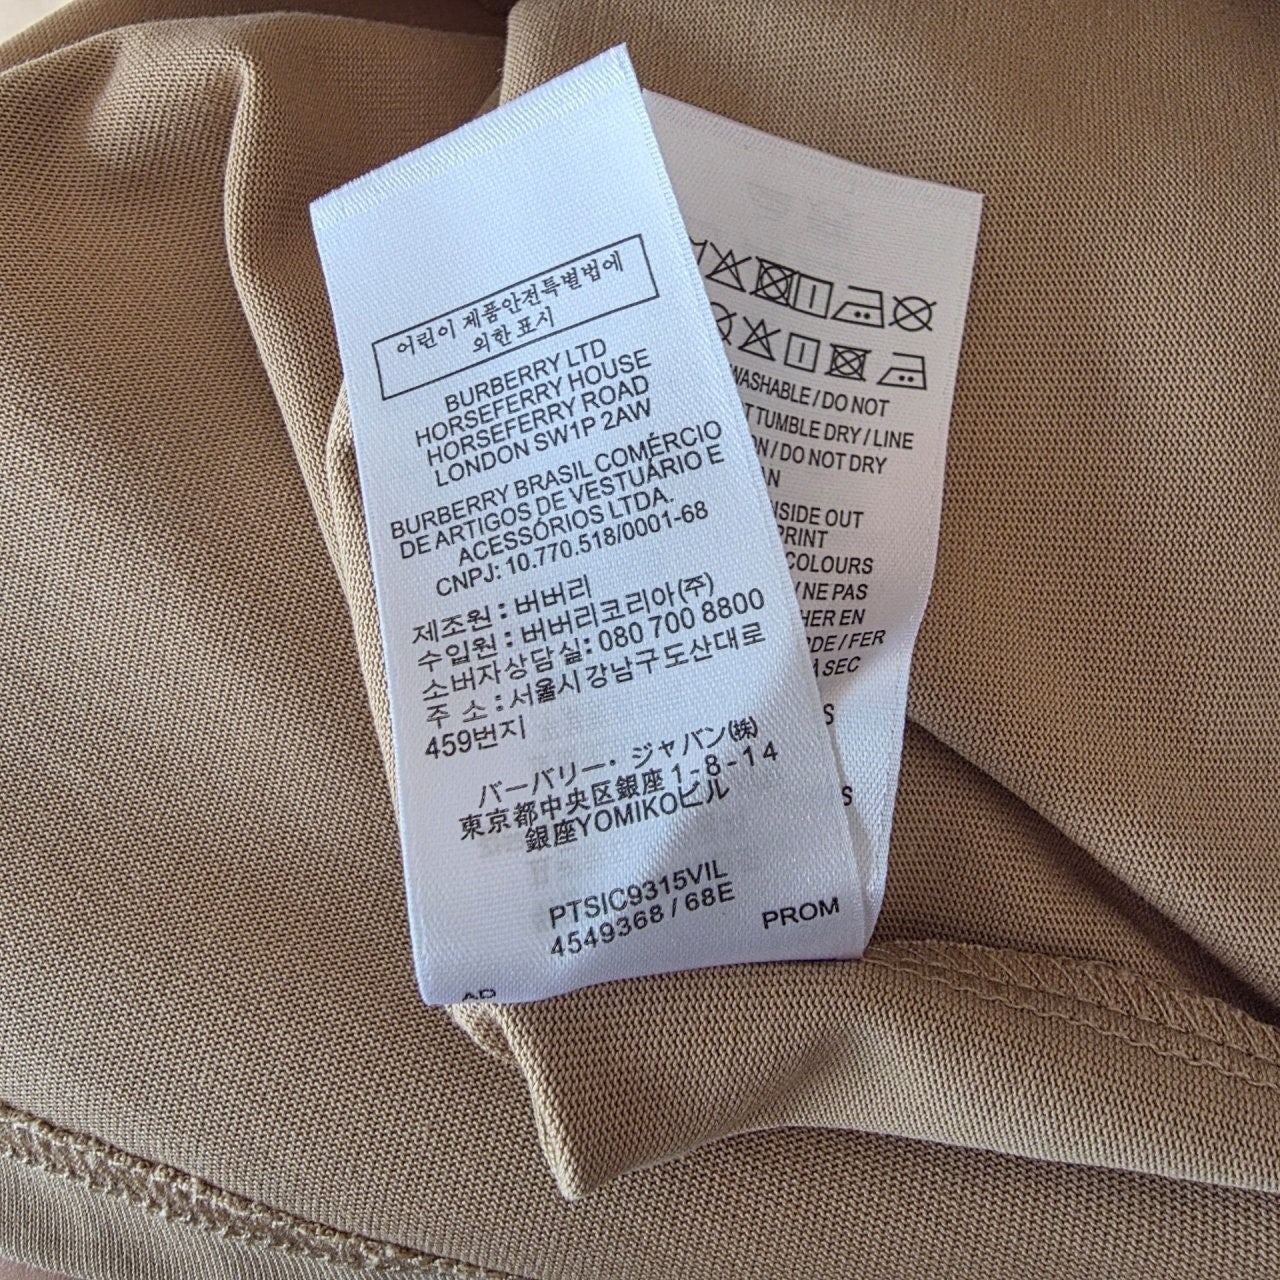 어린이 제품안전특별법에
의한 표시
BURBERRY LTD
HORSEFERRY HOUSE
HORSEFERRY ROAD
LONDON SW1P 2AW
BURBERRY BRASIL COMÉRCIO
DE ARTIGOS DE VESTUÁRIO E
ACESSÓRIOS LTDA.
CNPJ: 10.770.518/0001-68
제조원 : 버버리
수입원 : 버버리코리아(주)
소비자상담실: 080 700 8800
주 소 : 서울시 강남구 도산대로
459번지
バーバリー・ジャパン(株)
東京都中央区銀座 1-8-14
銀座YOMIKOビル
PTSIC9315VIL
4549368 / 68E
PROM
WASHABLE / DO NOT
TUMBLE DRY / LINE
/ DO NOT DRY
OUT
PRINT
COLOURS
/ NE PAS
EN
/ FER
SEC